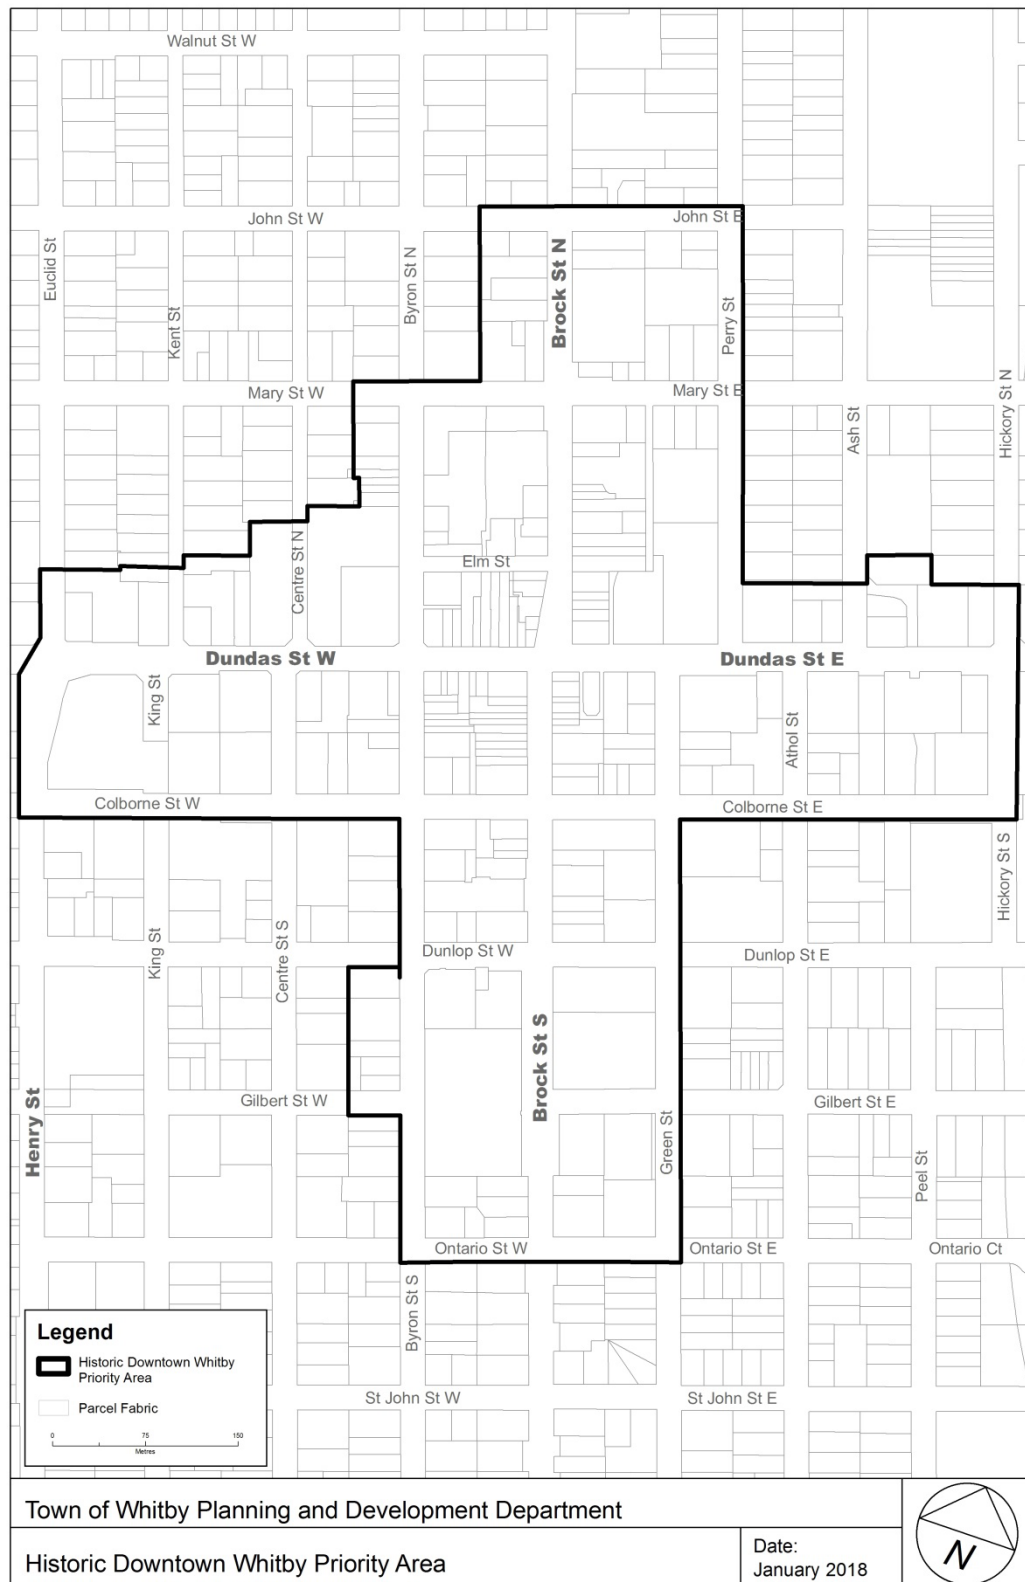 Walnut St W
John St W
John St E
Euclid St
Kent St
Byron St N
Brock St N
Perry St
Mary St W
Mary St E
Ash St
Hickory St N
Centre St N
Elm St
Dundas St W
Dundas St E
King St
Athol St
Colborne St W
Colborne St E
Hickory St S
King St
Centre St S
Dunlop St W
Dunlop St E
Henry St
Brock St S
Gilbert St W
Gilbert St E
Green St
Peel St
Ontario St W
Ontario St E
Ontario Ct
Byron St S
St John St W
St John St E
Legend
Historic Downtown Whitby
Priority Area
Parcel Fabric
0 75 150
Metres
Town of Whitby Planning and Development Department
Historic Downtown Whitby Priority Area
Date:
January 2018
N